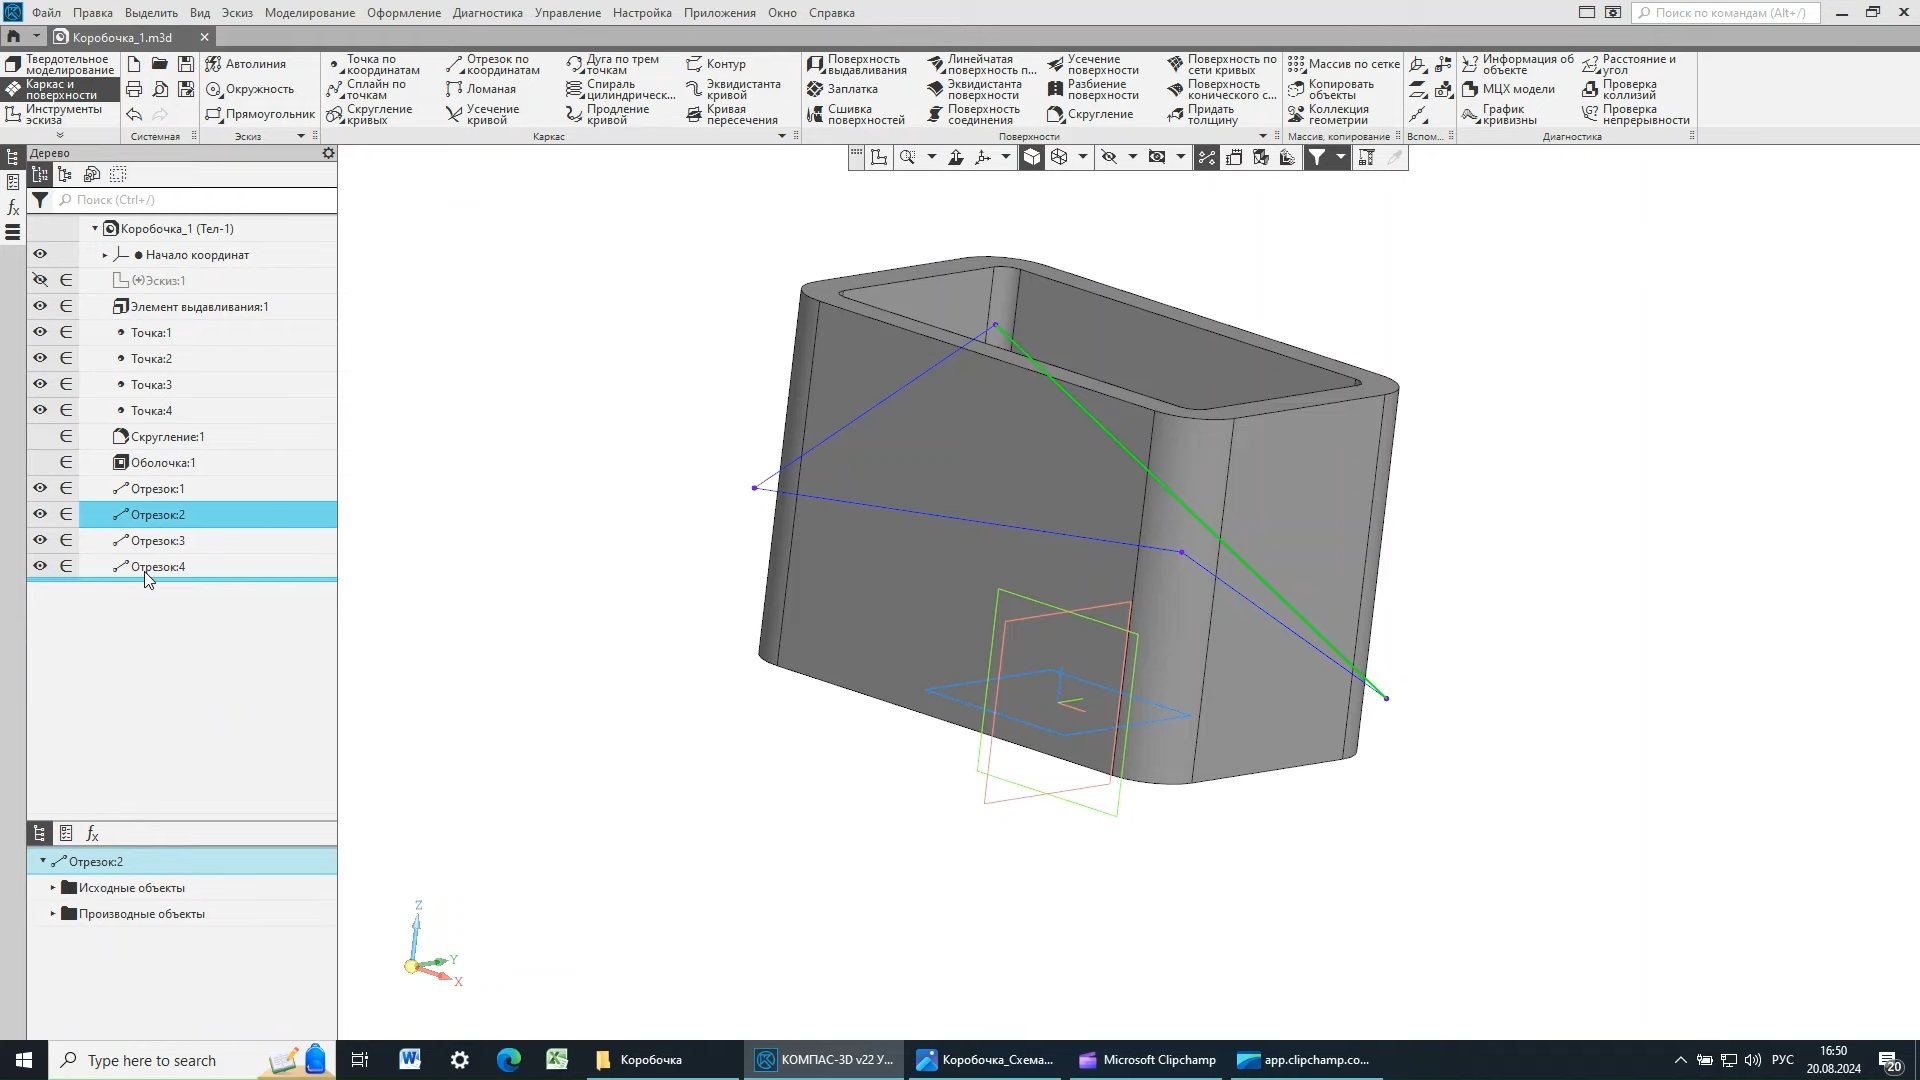 Файл Правка Выделить Вид Эскиз Моделирование Оформление Диагностика Управление Настройка Приложения Окно Справка
Поиск по командам (Alt+/)
Коробочка_1.m3d
Твердотельное моделирование
Каркас и поверхности
Инструменты эскиза
Системная
Автолиния
Окружность
Прямоугольник
Эскиз
Точка по координатам
Сплайн по точкам
Скругление кривых
Отрезок по координатам
Ломаная
Усечение кривой
Дуга по трем точкам
Спираль цилиндрическ...
Продление кривой
Контур
Эквидистанта кривой
Кривая пересечения
Каркас
Поверхность выдавливания
Заплатка
Сшивка поверхностей
Линейчатая поверхность п...
Эквидистанта поверхности
Поверхность соединения
Усечение поверхности
Разбиение поверхности
Скругление
Поверхность по сети кривых
Поверхность конического с...
Придать толщину
Поверхности
Массив по сетке
Копировать объекты
Коллекция геометрии
Массив, копирование
Вспом...
Информация об объекте
МЦХ модели
График кривизны
Расстояние и угол
Проверка коллизий
Проверка непрерывности
Диагностика
Дерево
Поиск (Ctrl+/)
Коробочка_1 (Тел-1)
Начало координат
(+)Эскиз:1
Элемент выдавливания:1
Точка:1
Точка:2
Точка:3
Точка:4
Скругление:1
Оболочка:1
Отрезок:1
Отрезок:2
Отрезок:3
Отрезок:4
Отрезок:2
Исходные объекты
Производные объекты
Z
Y
X
Type here to search
Коробочка
КОМПАС-3D v22 У...
Коробочка_Схема...
Microsoft Clipchamp
app.clipchamp.co...
РУС
16:50
20.08.2024
20